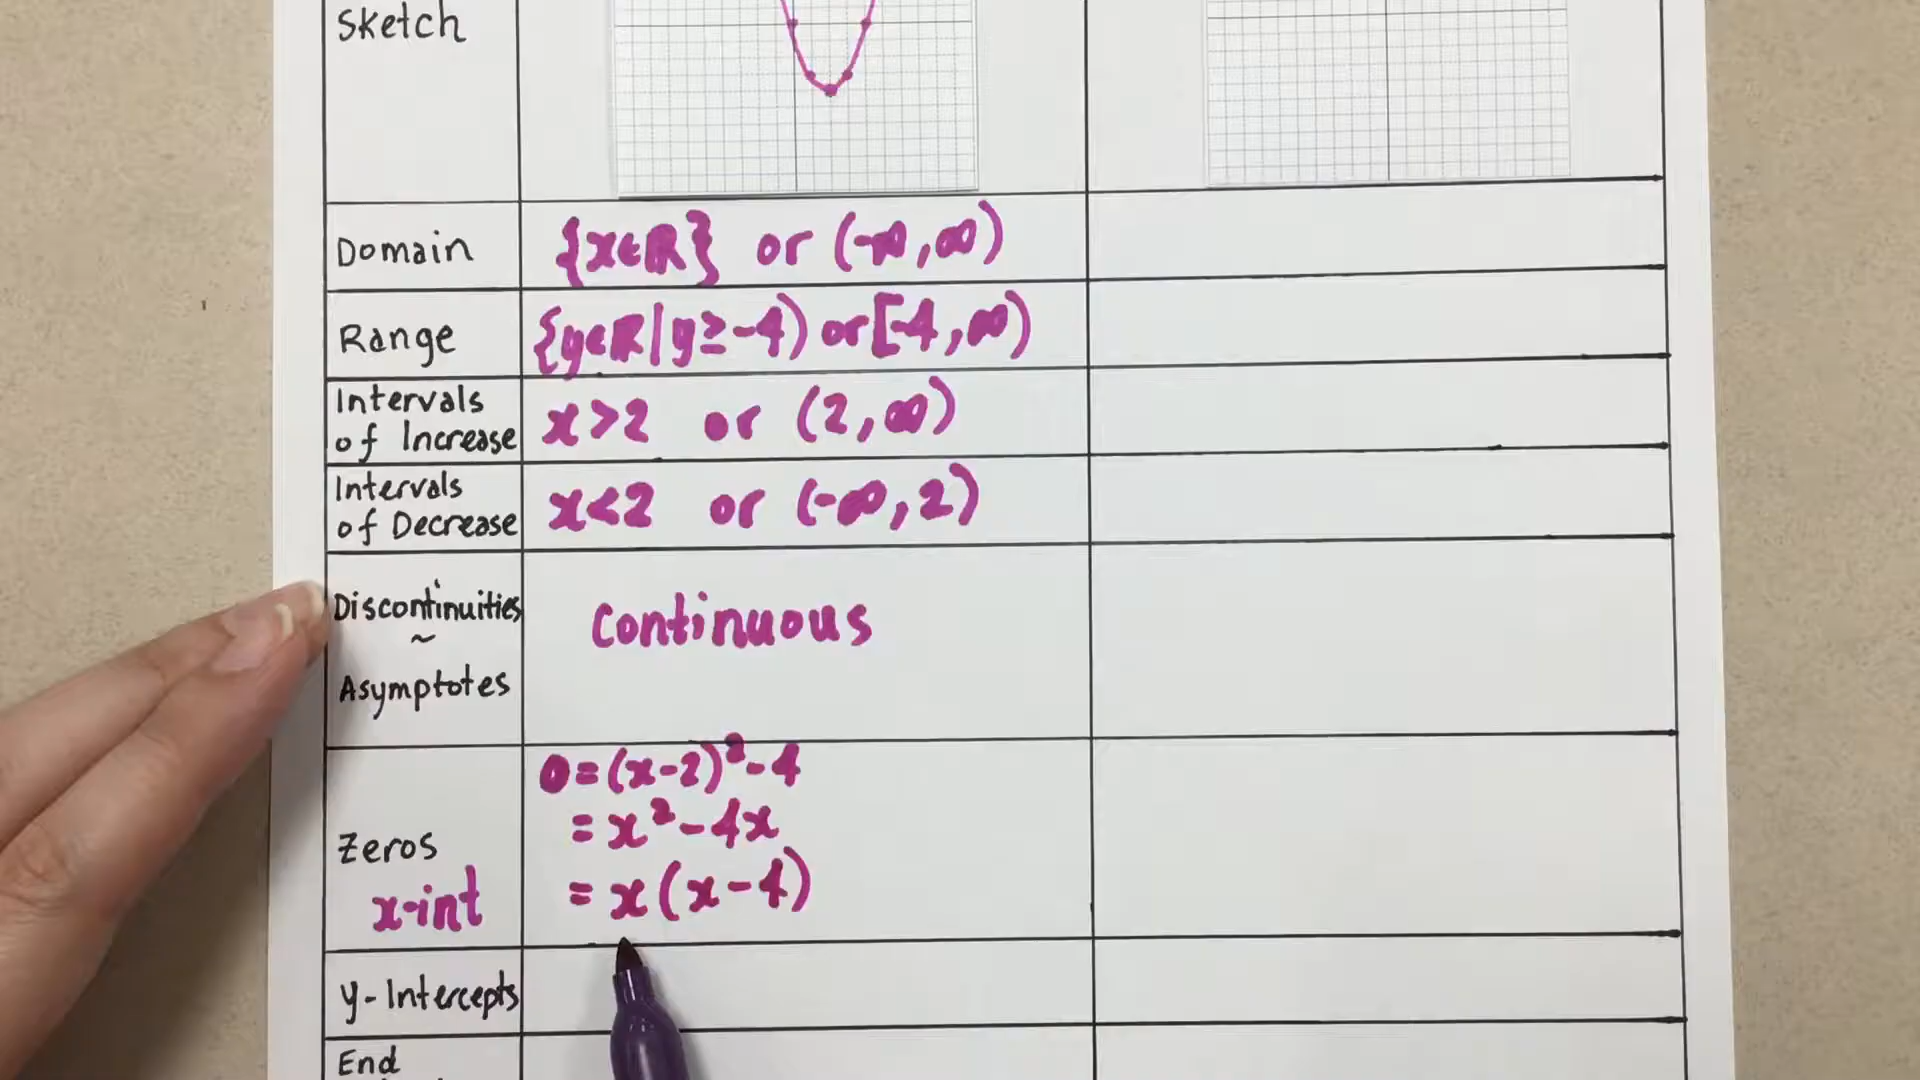 Sketch
Domain
{x∈ℝ} or (-∞,∞)
Range
{y∈ℝ|y≥-4) or [-4,∞)
Intervals
of Increase
x>2 or (2,∞)
Intervals
of Decrease
x<2 or (-∞,2)
Discontinuities
~
Asymptotes
Continuous
Zeros
x-int
0=(x-2)²-4
=x²-4x
=x(x-4)
y-Intercepts
End